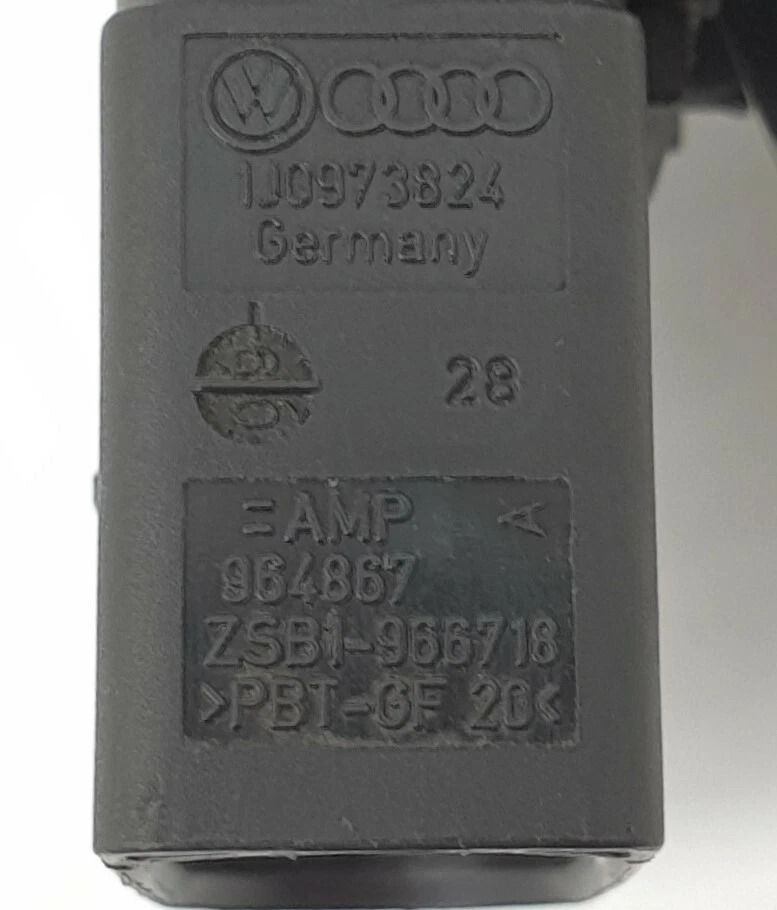 1J0973824
Germany
28
=AMP A
964867
ZSB1-966718
>PBT-GF 20<